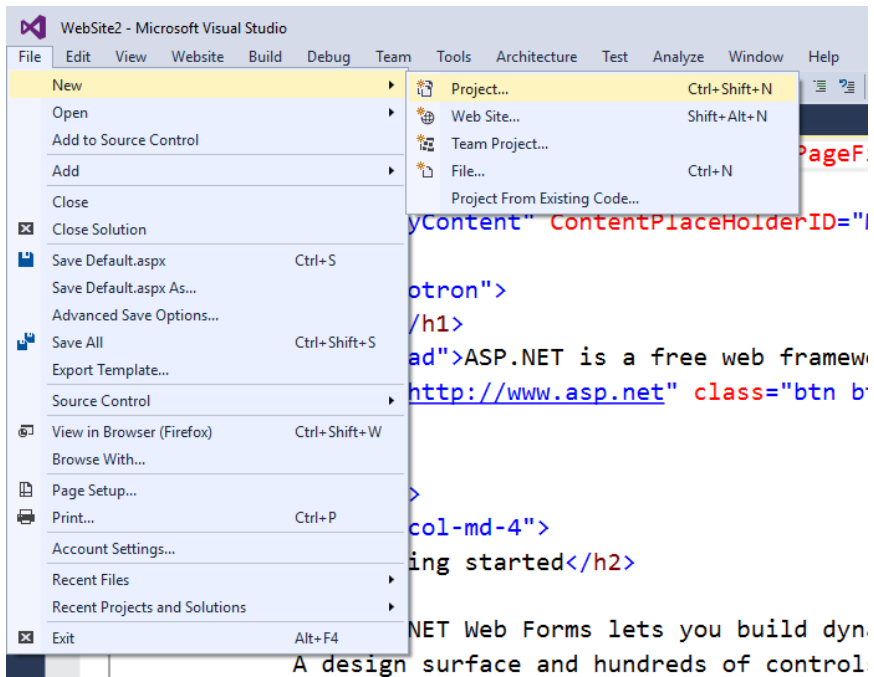 WebSite2 - Microsoft Visual Studio
File Edit View Website Build Debug Team Tools Architecture Test Analyze Window Help
New
Open
Add to Source Control
Add
Close
Close Solution
Save Default.aspx Ctrl+S
Save Default.aspx As...
Advanced Save Options...
Save All Ctrl+Shift+S
Export Template...
Source Control
View in Browser (Firefox) Ctrl+Shift+W
Browse With...
Page Setup...
Print... Ctrl+P
Account Settings...
Recent Files
Recent Projects and Solutions
Exit Alt+F4
Project... Ctrl+Shift+N
Web Site... Shift+Alt+N
Team Project...
File... Ctrl+N
Project From Existing Code...
PageF
yContent" ContentPlaceHolderID="
otron">
/h1>
ad">ASP.NET is a free web framew
http://www.asp.net" class="btn b
>
col-md-4">
ing started</h2>
NET Web Forms lets you build dyn
A design surface and hundreds of control